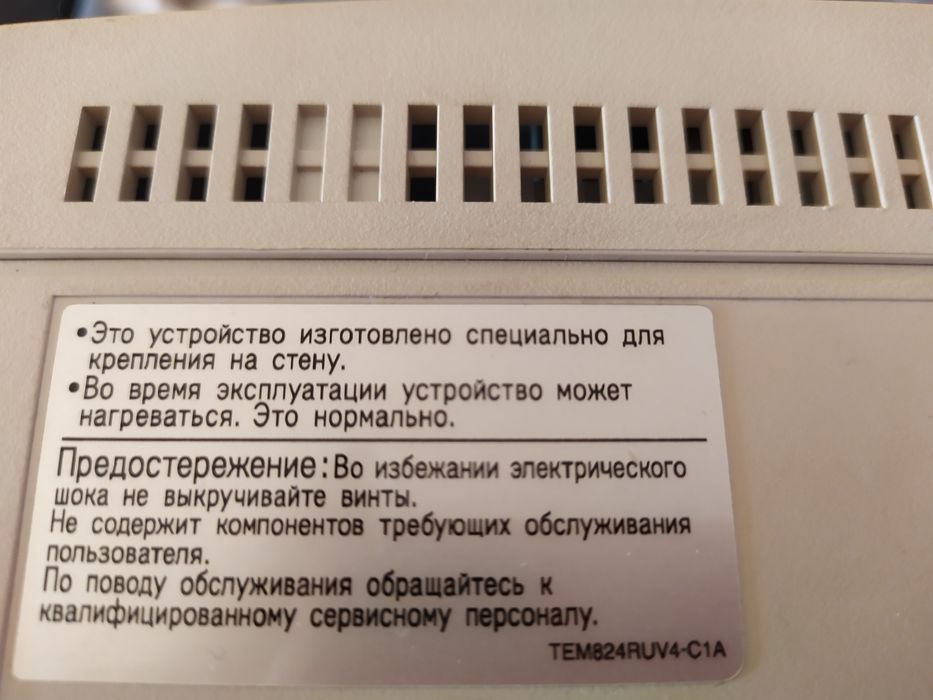 •Это устройство изготовлено специально для
крепления на стену.
•Во время эксплуатации устройство может
нагреваться. Это нормально.
Предостережение: Во избежании электрического
шока не выкручивайте винты.
Не содержит компонентов требующих обслуживания
пользователя.
По поводу обслуживания обращайтесь к
квалифицированному сервисному персоналу.
TEM824RUV4-C1A